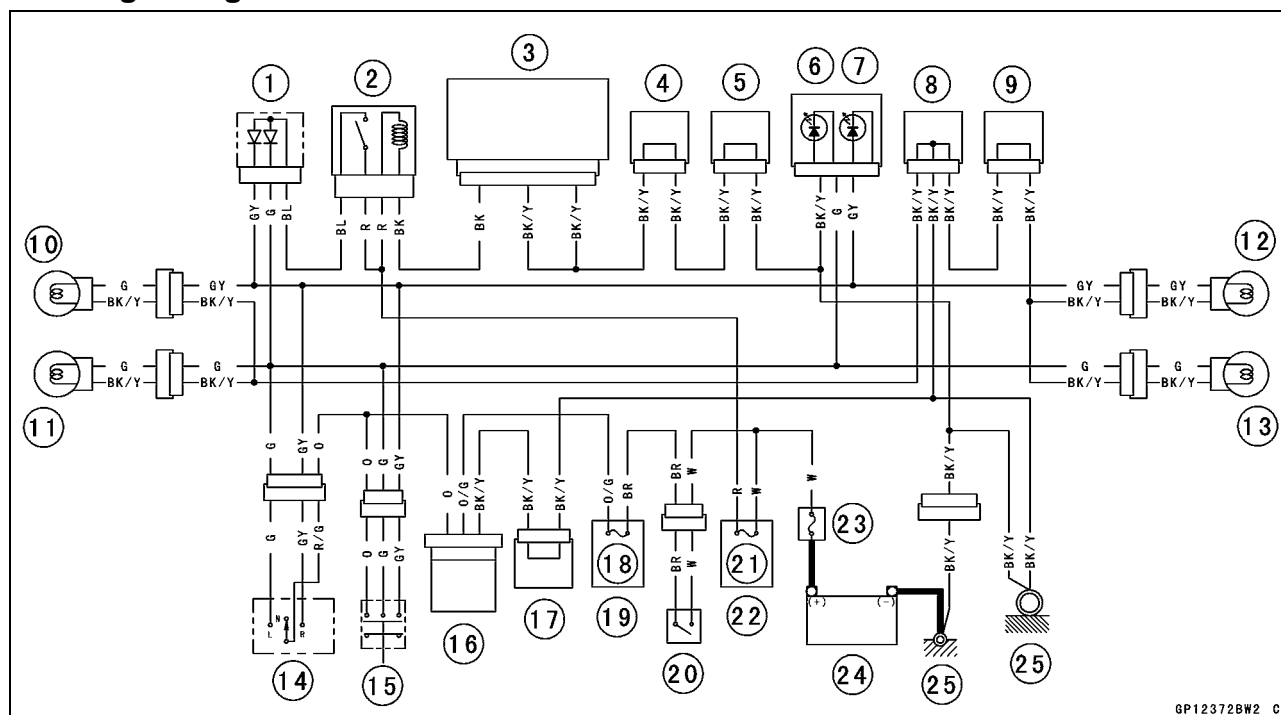 1 2 3 4 5 6 7 8 9
GY G BL
BL R R BK
BK BK/Y BK/Y
BK/Y BK/Y
BK/Y BK/Y
BK/Y G GY
BK/Y BK/Y BK/Y
BK/Y BK/Y
10 12
G GY GY GY
BK/Y BK/Y BK/Y BK/Y
G G G G
BK/Y BK/Y BK/Y BK/Y
11 13
G GY O
O G GY
O O/G BK/Y
BK/Y BK/Y
O/G BR
BR W
R W
W
BK/Y
BK/Y BK/Y
G GY R/G
O G GY
BR W
BK/Y
18 21 23
L N R
(+) (-)
14 15 16 17 19 20 22 24 25 25
GP12372BW2 C